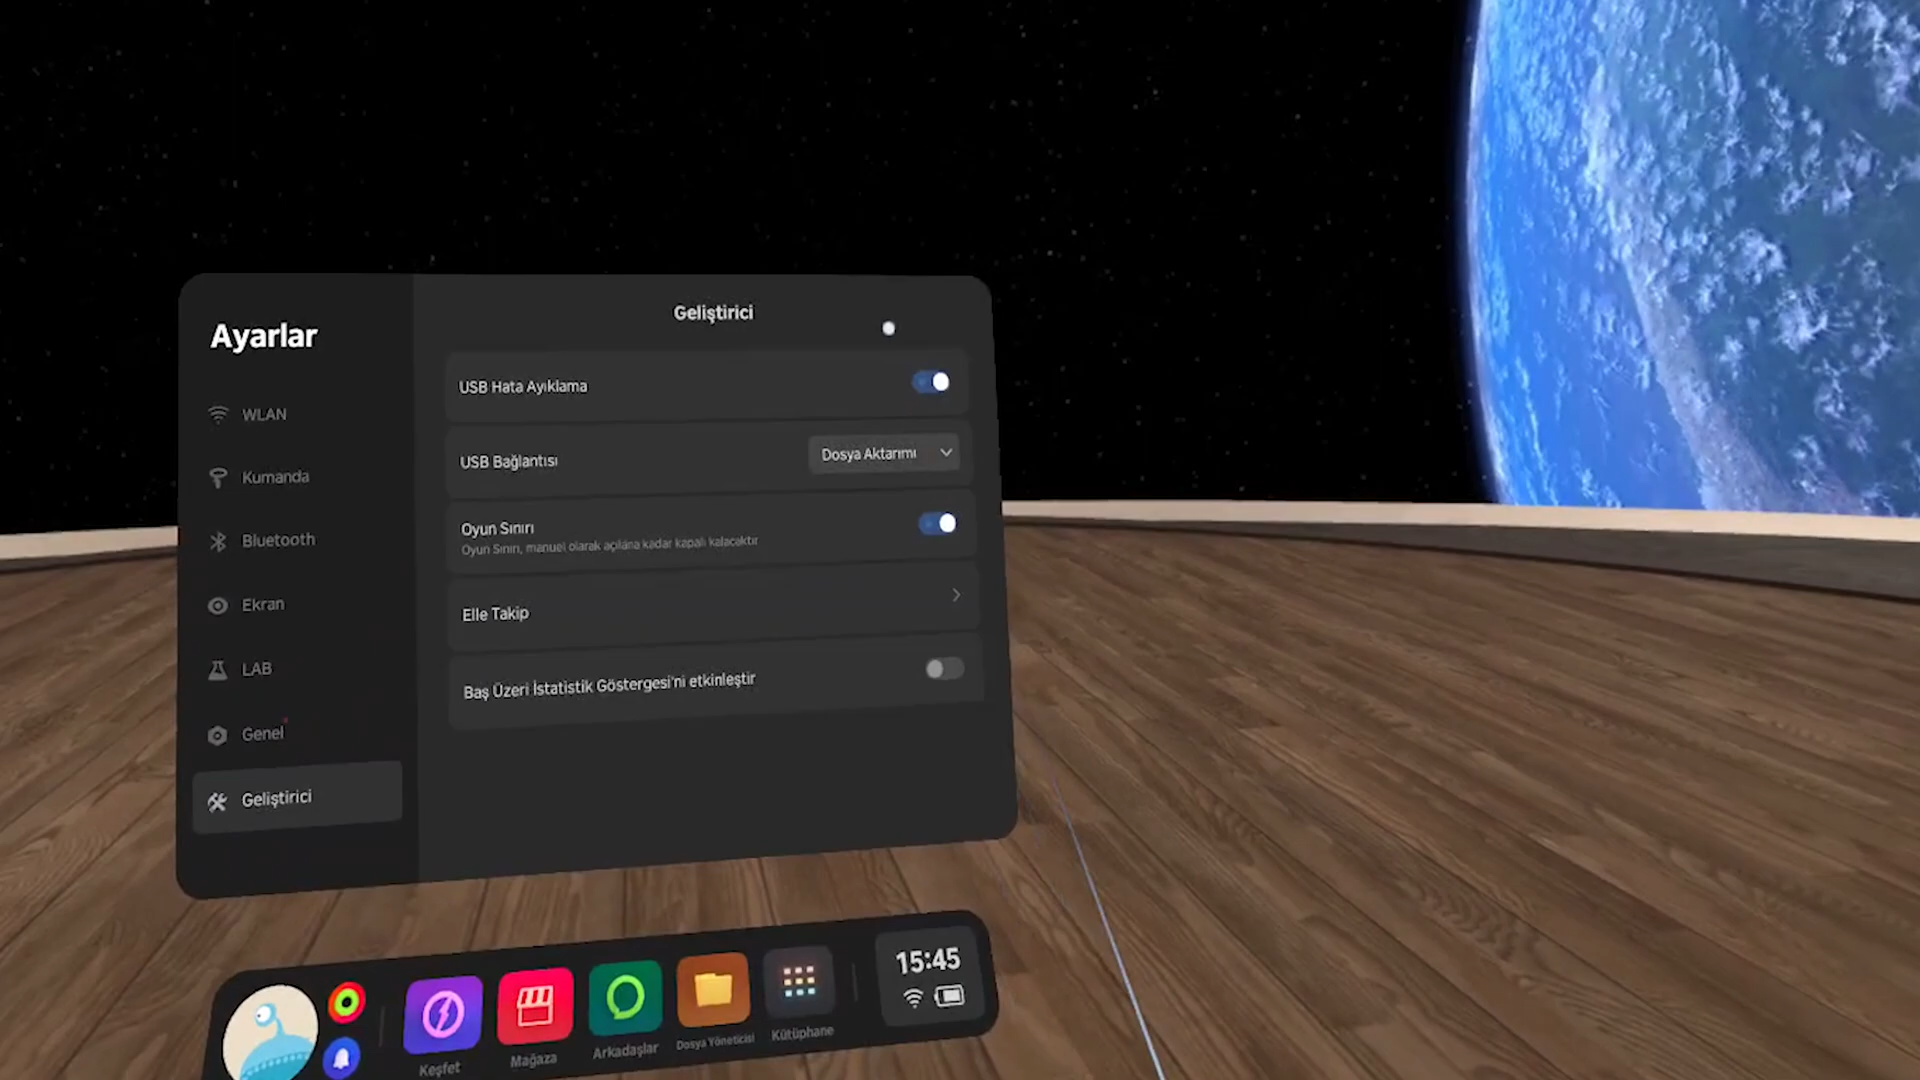 Ayarlar
WLAN
Kumanda
Bluetooth
Ekran
LAB
Genel
Geliştirici
Geliştirici
USB Hata Ayıklama
USB Bağlantısı
Dosya Aktarımı
Oyun Sınırı
Oyun Sınırı, manuel olarak açılana kadar kapalı kalacaktır
Elle Takip
Baş Üzeri İstatistik Göstergesi'ni etkinleştir
Keşfet
Mağaza
Arkadaşlar
Dosya Yöneticisi
Kütüphane
15:45